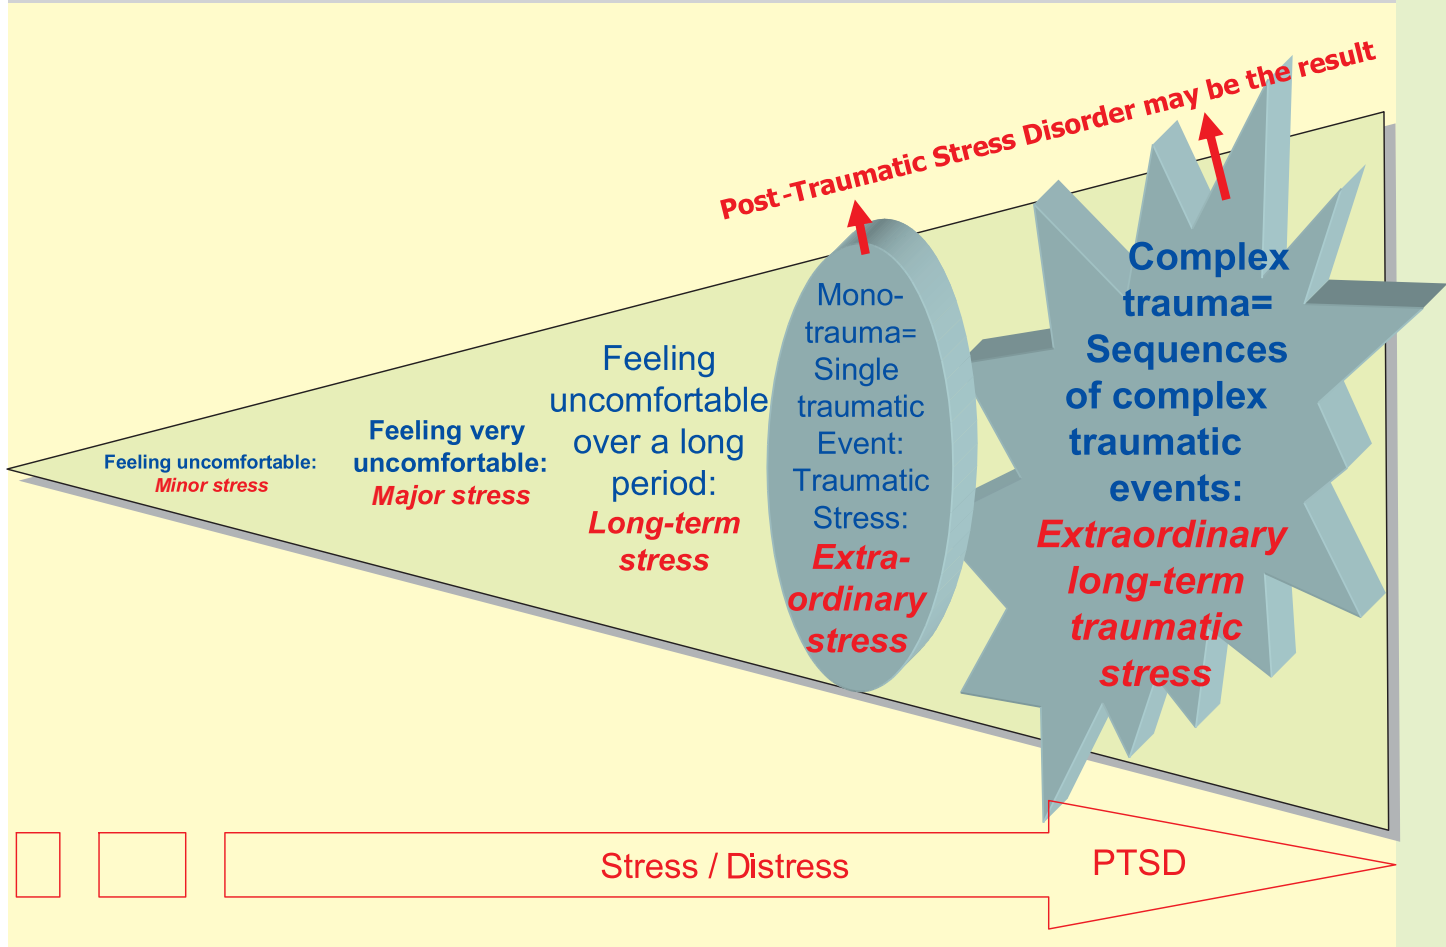 Post-Traumatic Stress Disorder may be the result
Feeling uncomfortable:
Minor stress
Feeling very
uncomfortable:
Major stress
Feeling
uncomfortable
over a long
period:
Long-term
stress
Mono-
trauma=
Single
traumatic
Event:
Traumatic
Stress:
Extra-
ordinary
stress
Complex
trauma=
Sequences
of complex
traumatic
events:
Extraordinary
long-term
traumatic
stress
Stress / Distress
PTSD